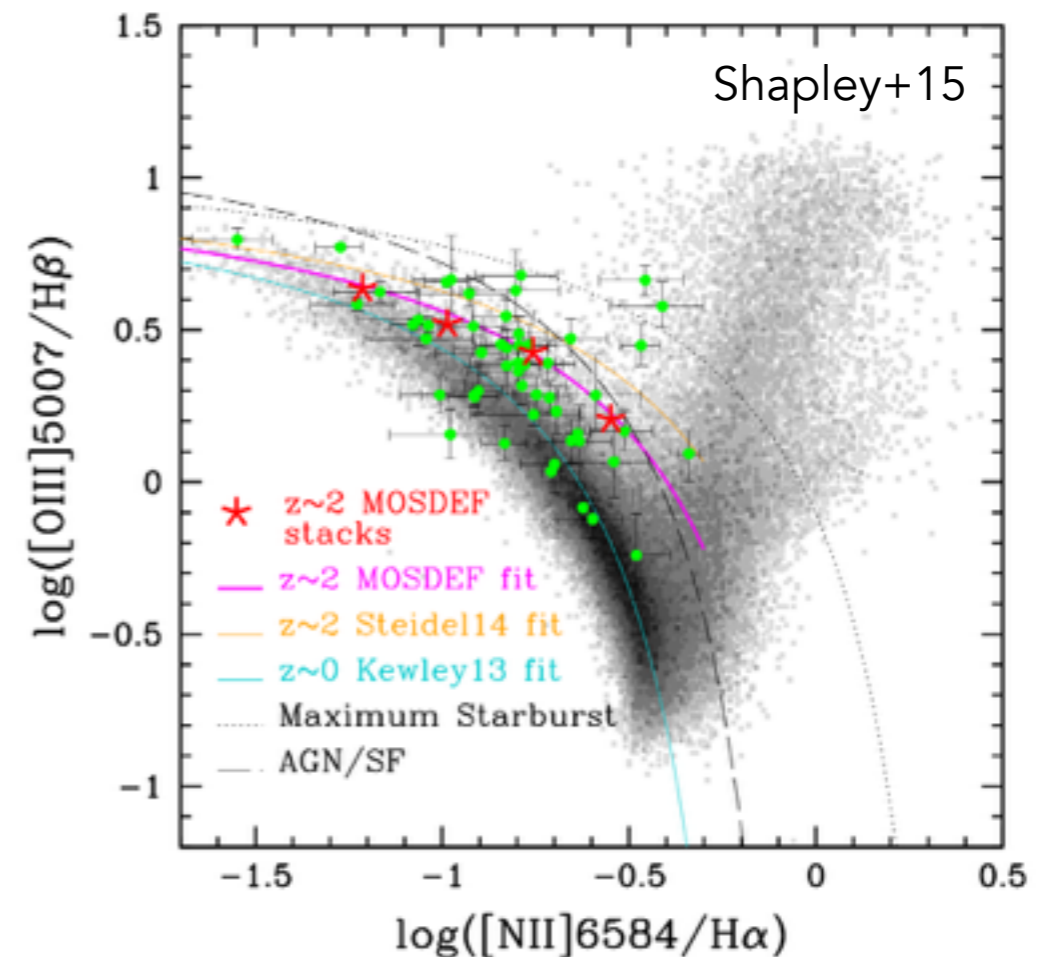 1.5
Shapley+15
1
0.5
0
−0.5
−1
log([OIII]5007/Hβ)
z~2 MOSDEF
stacks
z~2 MOSDEF fit
z~2 Steidel14 fit
z~0 Kewley13 fit
Maximum Starburst
AGN/SF
−1.5 −1 −0.5 0 0.5
log([NII]6584/Hα)